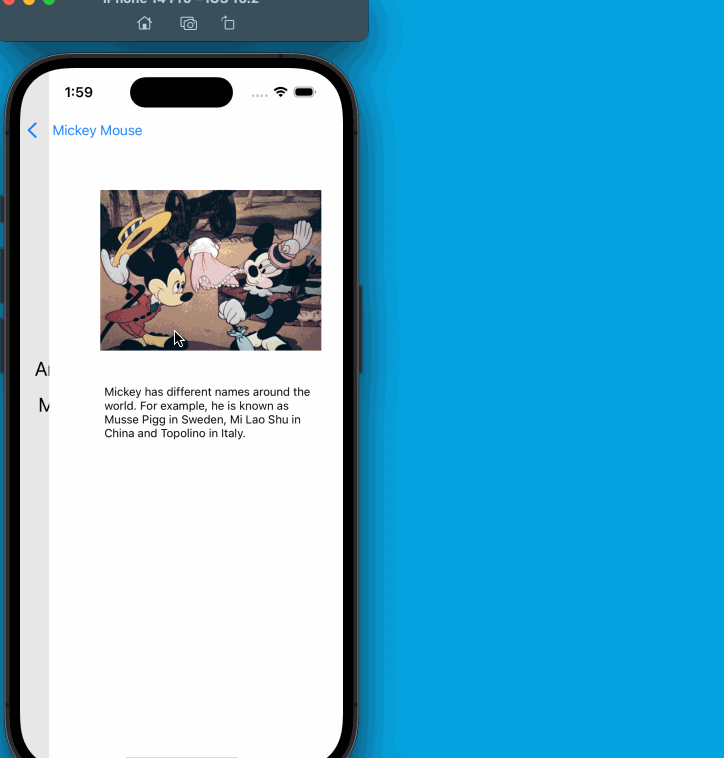 1:59
Mickey Mouse
Mickey has different names around the
world. For example, he is known as
Musse Pigg in Sweden, Mi Lao Shu in
China and Topolino in Italy.